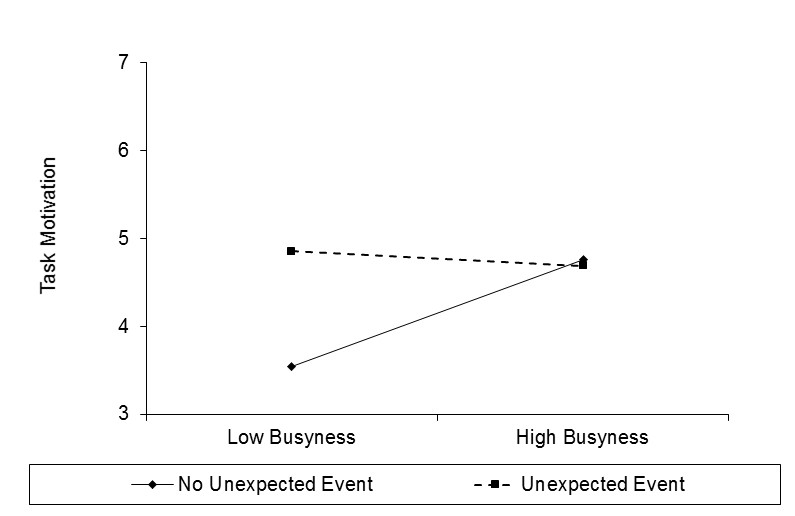 7
6
5
4
3
Task Motivation
Low Busyness
High Busyness
No Unexpected Event
Unexpected Event